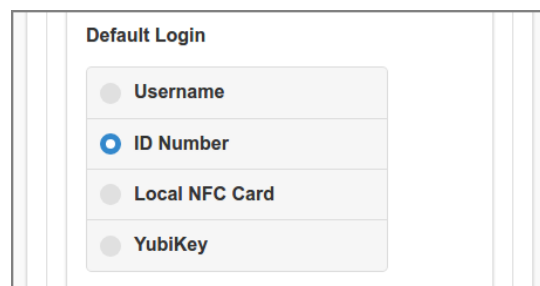 Default Login
Username
ID Number
Local NFC Card
YubiKey